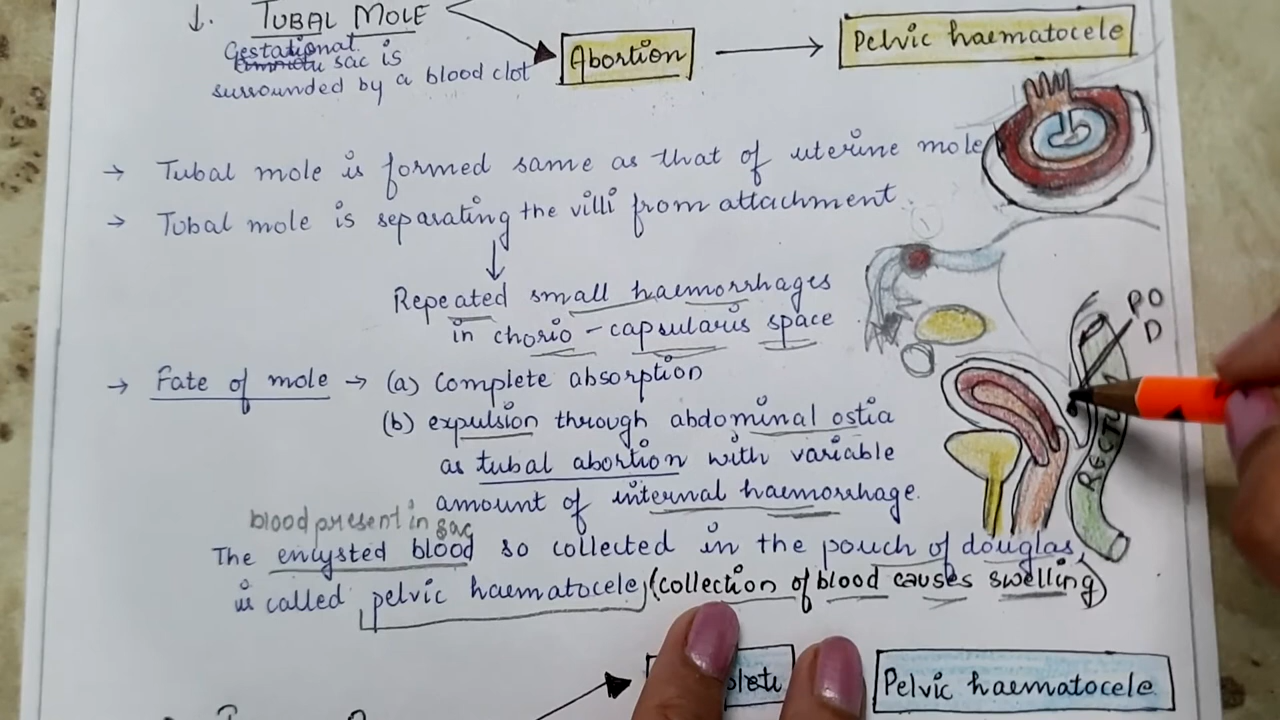 ↓. TUBAL MOLE
Gestational
sac is
surrounded by a blood clot
Abortion → Pelvic haematocele
→ Tubal mole is formed same as that of uterine mole
→ Tubal mole is separating the villi from attachment.
↓
Repeated small haemorrhages
in chorio - capsularis space
→ Fate of mole → (a) Complete absorption
(b) expulsion through abdominal ostia
as tubal abortion with variable
amount of internal haemorrhage.
blood present in sac
The encysted blood so collected in the pouch of douglas,
is called pelvic haematocele (collection of blood causes swelling)
PO
D
RECTUM
Pelvic haematocele